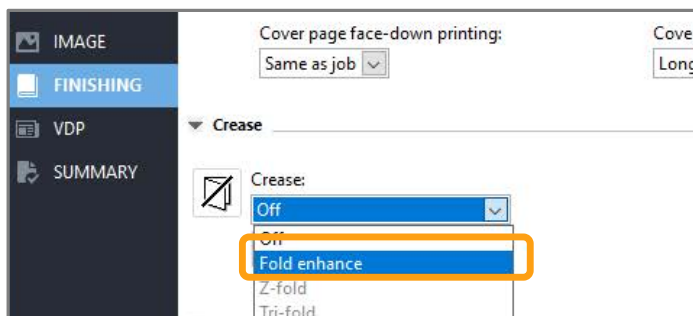 IMAGE
FINISHING
VDP
SUMMARY
Cover page face-down printing:
Same as job
Cove
Long
Crease
Crease:
Off
Off
Fold enhance
Z-fold
Tri-fold